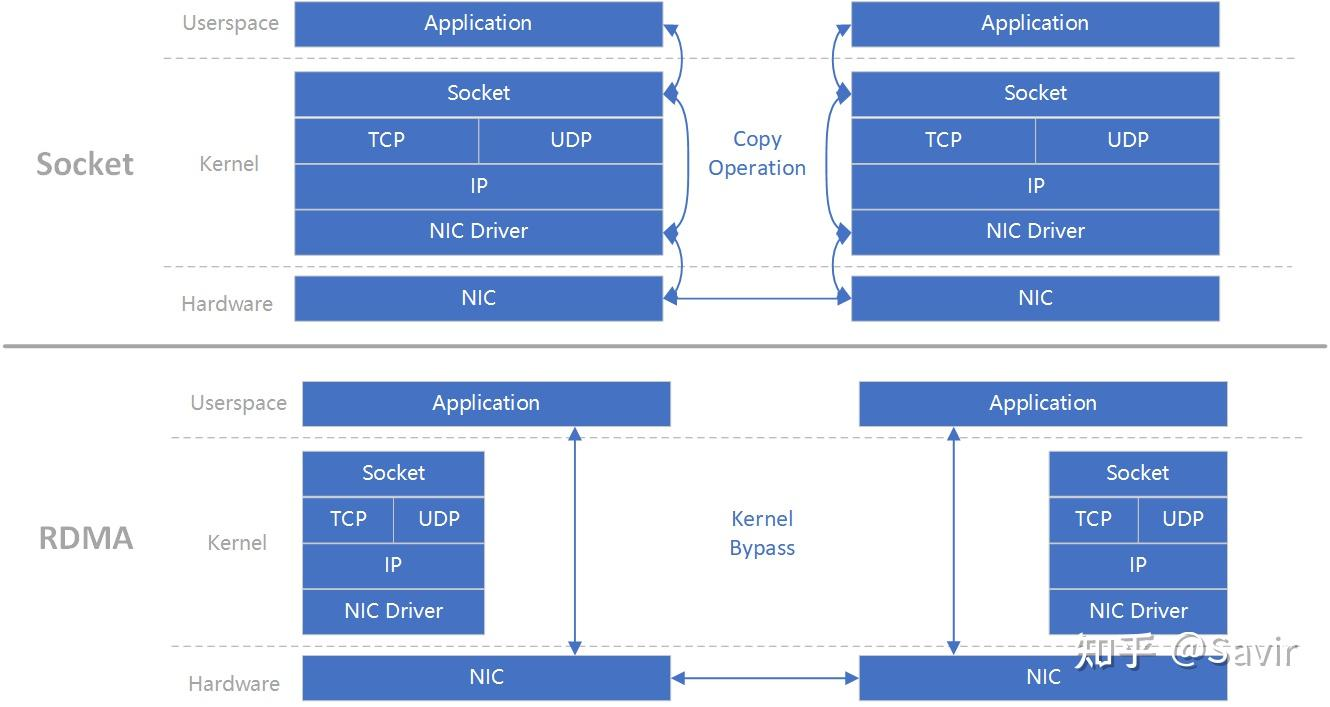 Userspace Application Application
Socket Socket
TCP UDP TCP UDP
Copy
Operation
Socket Kernel
IP IP
NIC Driver NIC Driver
Hardware NIC NIC
Userspace Application Application
Socket Socket
TCP UDP TCP UDP
Kernel
Bypass
RDMA Kernel
IP IP
NIC Driver NIC Driver
Hardware NIC NIC
知乎 @Savir